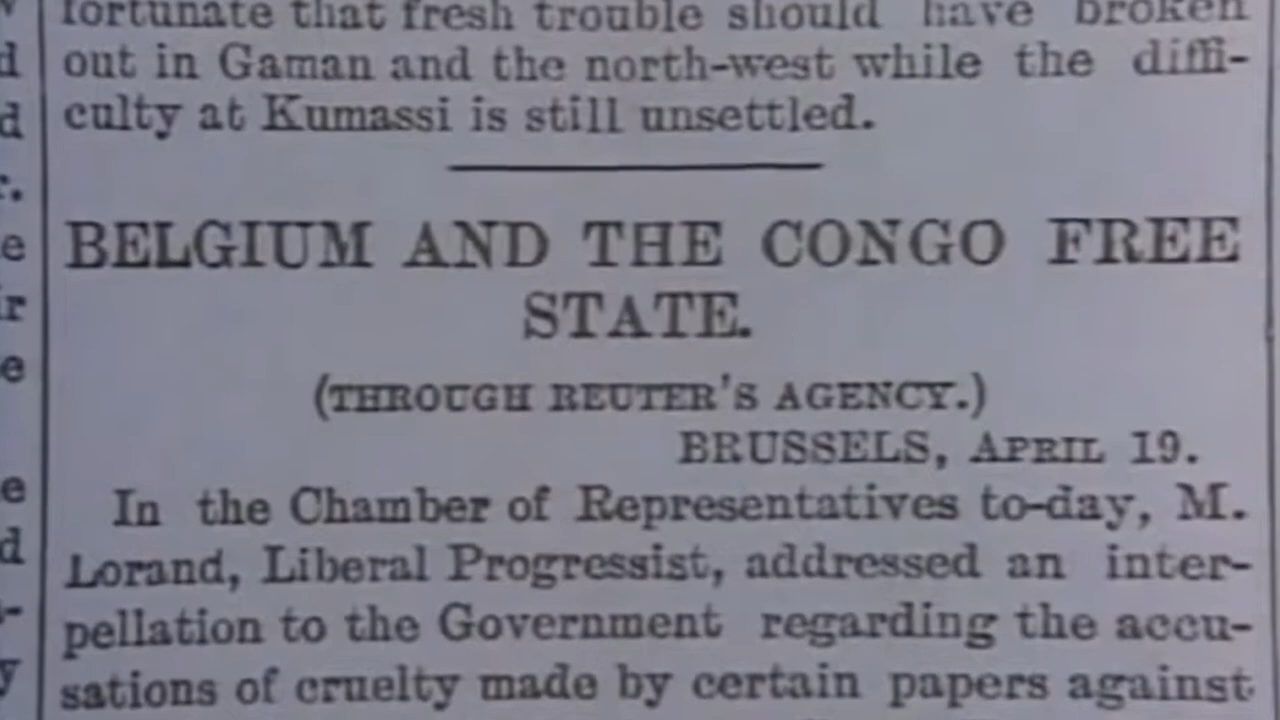 fortunate that fresh trouble should have broken
out in Gaman and the north-west while the diffi-
culty at Kumassi is still unsettled.
BELGIUM AND THE CONGO FREE
STATE.
(THROUGH REUTER'S AGENCY.)
BRUSSELS, APRIL 19.
In the Chamber of Representatives to-day, M.
Lorand, Liberal Progressist, addressed an inter-
pellation to the Government regarding the accu-
sations of cruelty made by certain papers against